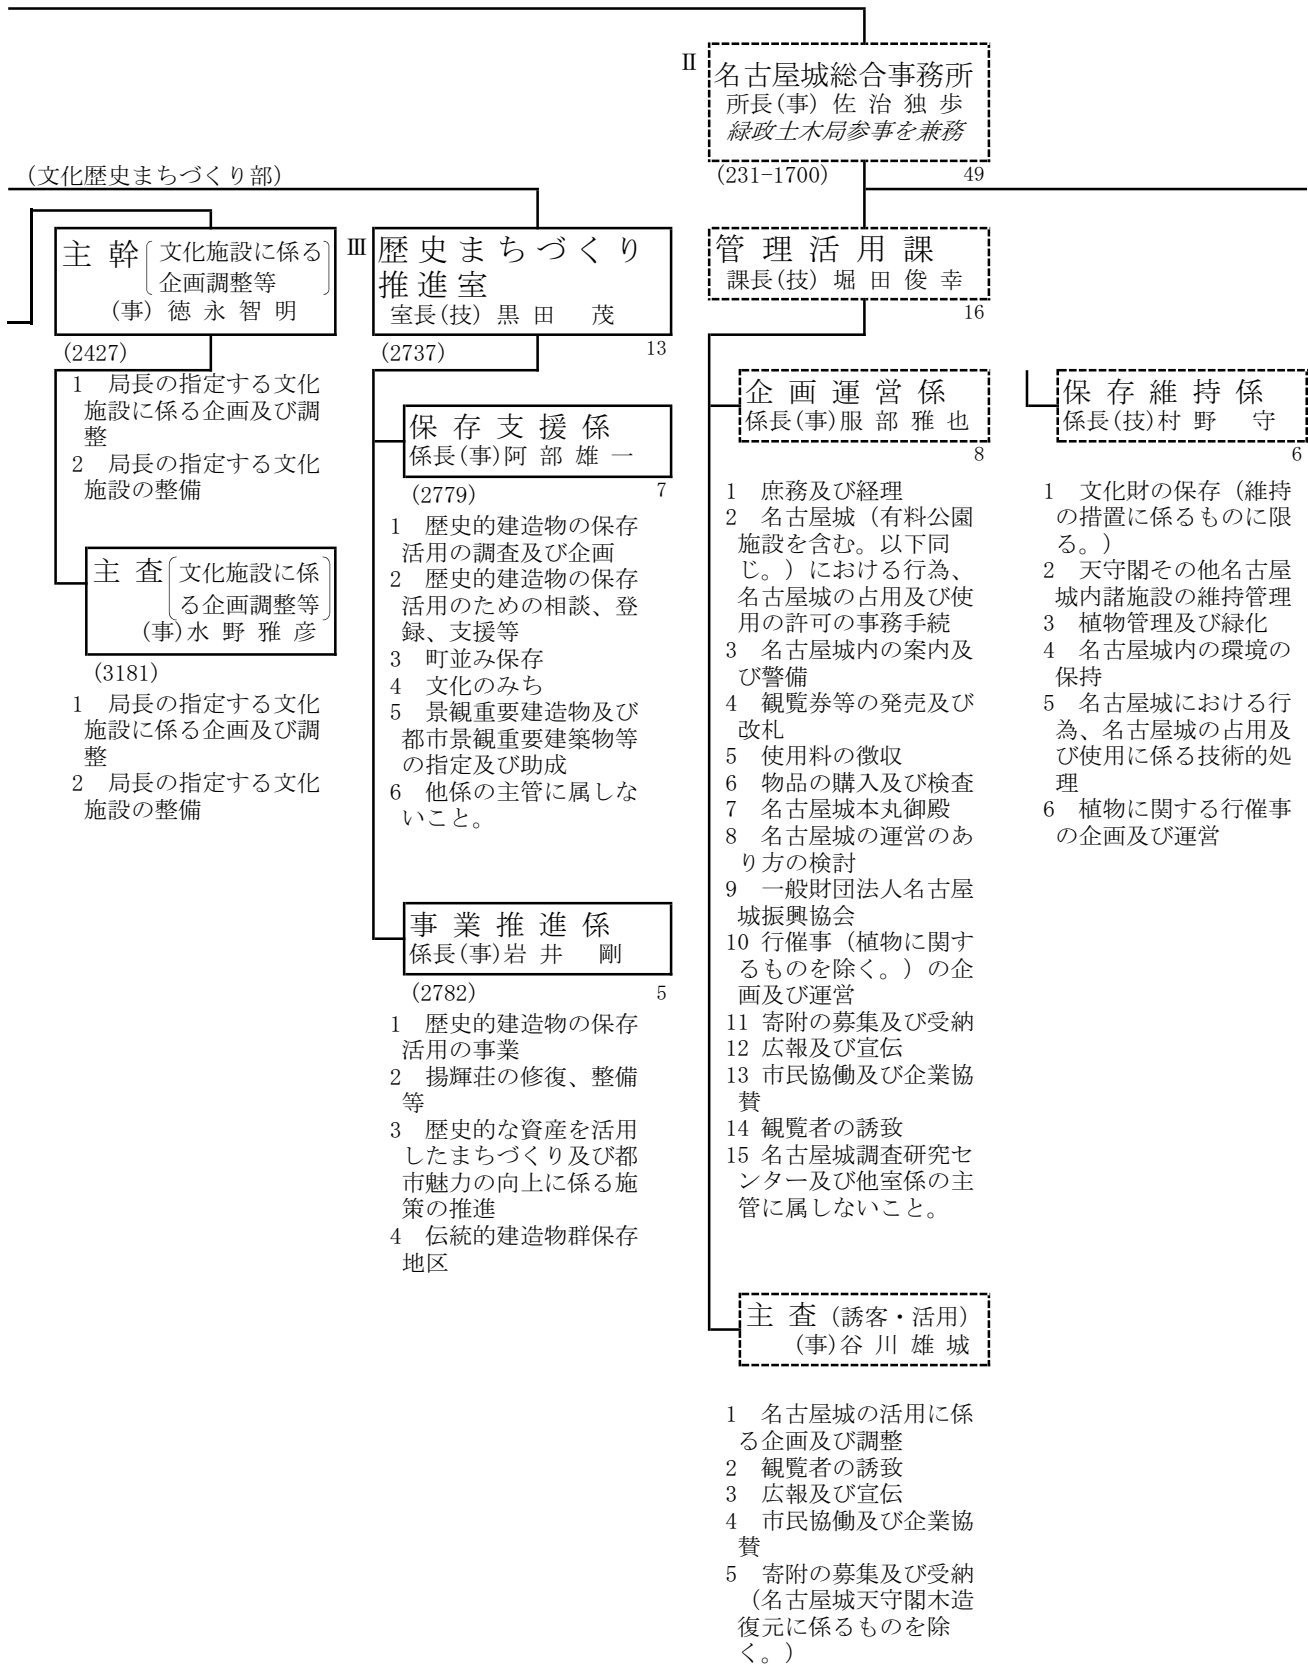 Ⅱ
名古屋城総合事務所
所長(事) 佐 治 独 歩
緑政土木局参事を兼務
(231-1700) 49
(文化歴史まちづくり部)
主 幹 文化施設に係る
企画調整等
(事) 徳 永 智 明
(2427)
1 局長の指定する文化
施設に係る企画及び調
整
2 局長の指定する文化
施設の整備
主 査 文化施設に係
る企画調整等
(事)水 野 雅 彦
(3181)
1 局長の指定する文化
施設に係る企画及び調
整
2 局長の指定する文化
施設の整備
Ⅲ
歴 史 ま ち づ く り
推 進 室
室長(技) 黒 田 茂
(2737) 13
保 存 支 援 係
係長(事)阿 部 雄 一
(2779) 7
1 歴史的建造物の保存
活用の調査及び企画
2 歴史的建造物の保存
活用のための相談、登
録、支援等
3 町並み保存
4 文化のみち
5 景観重要建造物及び
都市景観重要建築物等
の指定及び助成
6 他係の主管に属しな
いこと。
事 業 推 進 係
係長(事)岩 井 剛
(2782) 5
1 歴史的建造物の保存
活用の事業
2 揚輝荘の修復、整備
等
3 歴史的な資産を活用
したまちづくり及び都
市魅力の向上に係る施
策の推進
4 伝統的建造物群保存
地区
管 理 活 用 課
課長(技) 堀 田 俊 幸
16
企 画 運 営 係
係長(事)服 部 雅 也
8
1 庶務及び経理
2 名古屋城（有料公園
施設を含む。以下同
じ。）における行為、
名古屋城の占用及び使
用の許可の事務手続
3 名古屋城内の案内及
び警備
4 観覧券等の発売及び
改札
5 使用料の徴収
6 物品の購入及び検査
7 名古屋城本丸御殿
8 名古屋城の運営のあ
り方の検討
9 一般財団法人名古屋
城振興協会
10 行催事（植物に関す
るものを除く。）の企
画及び運営
11 寄附の募集及び受納
12 広報及び宣伝
13 市民協働及び企業協
賛
14 観覧者の誘致
15 名古屋城調査研究セ
ンター及び他室係の主
管に属しないこと。
主 査 (誘客・活用)
(事)谷 川 雄 城
1 名古屋城の活用に係
る企画及び調整
2 観覧者の誘致
3 広報及び宣伝
4 市民協働及び企業協
賛
5 寄附の募集及び受納
（名古屋城天守閣木造
復元に係るものを除
く。）
保 存 維 持 係
係長(技)村 野 守
6
1 文化財の保存（維持
の措置に係るものに限
る。）
2 天守閣その他名古屋
城内諸施設の維持管理
3 植物管理及び緑化
4 名古屋城内の環境の
保持
5 名古屋城における行
為、名古屋城の占用及
び使用に係る技術的処
理
6 植物に関する行催事
の企画及び運営